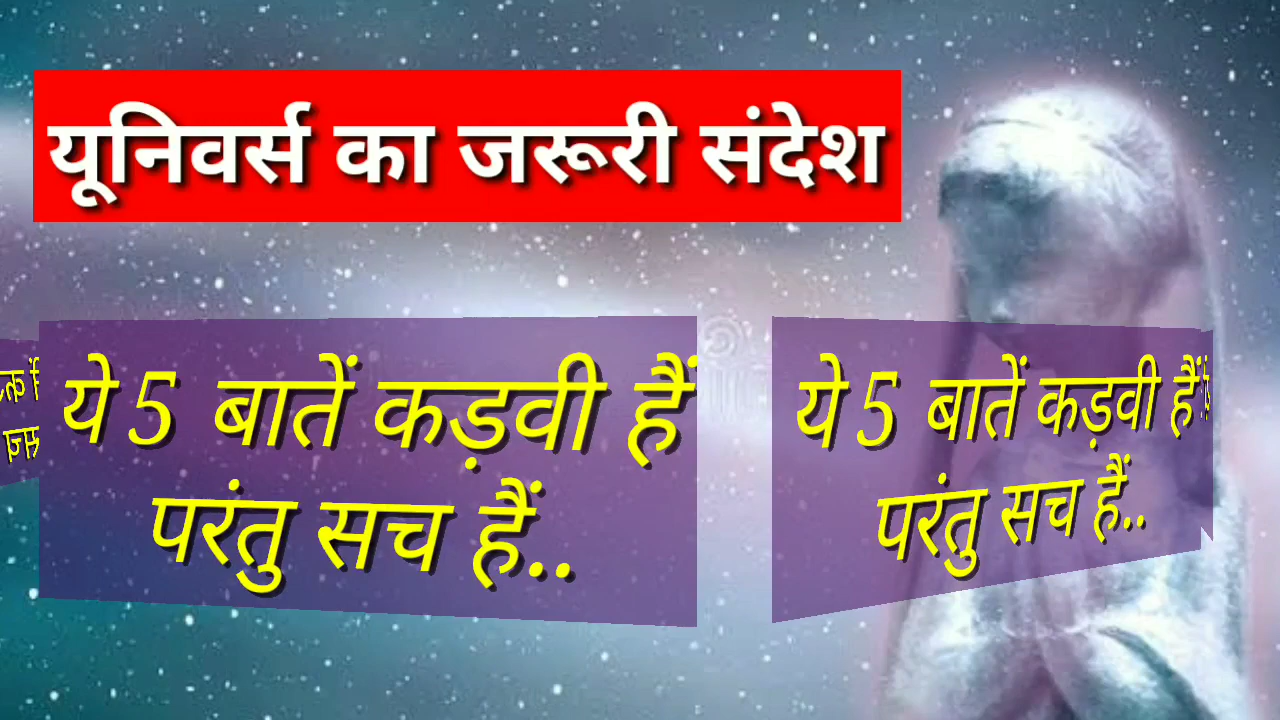 यूनिवर्स का जरूरी संदेश
ये 5 बातें कड़वी हैं
परंतु सच हैं..
ये 5 बातें कड़वी हैं
परंतु सच हैं..